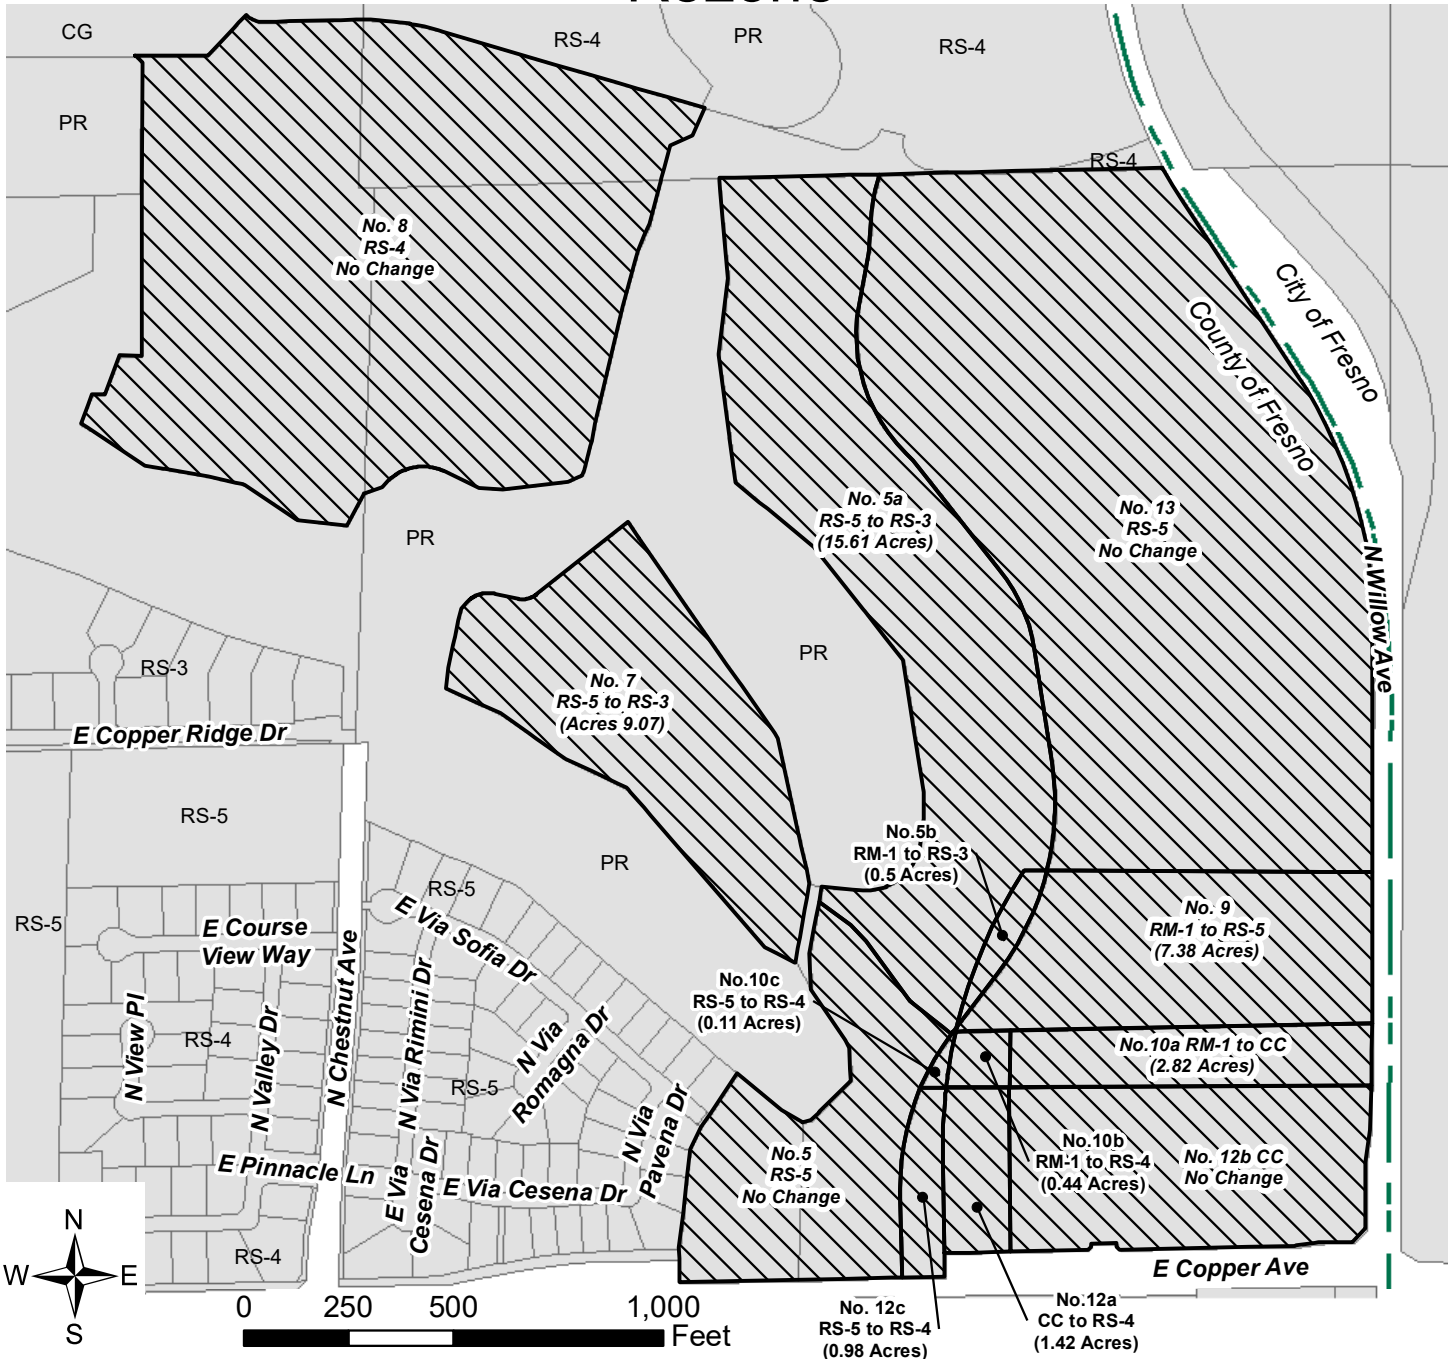 Rezone
CG
RS-4
PR
RS-4
PR
RS-4
No. 8
RS-4
No Change
City of Fresno
County of Fresno
No. 5a
RS-5 to RS-3
(15.61 Acres)
No. 13
RS-5
No Change
PR
N.Willow Ave
PR
RS-3
No. 7
RS-5 to RS-3
(Acres 9.07)
E Copper Ridge Dr
RS-5
No.5b
RM-1 to RS-3
(0.5 Acres)
PR
RS-5
RS-5
E Course
View Way
E Via Sofia Dr
No. 9
RM-1 to RS-5
(7.38 Acres)
No.10c
RS-5 to RS-4
(0.11 Acres)
N View Pl
RS-4
N Valley Dr
N Chestnut Ave
N Via Rimini Dr
RS-5
N Via
Romagna Dr
No.10a RM-1 to CC
(2.82 Acres)
N Via
Pavena Dr
No.5
RS-5
No Change
No.10b
RM-1 to RS-4
(0.44 Acres)
No. 12b CC
No Change
E Pinnacle Ln
E Via
Cesena Dr
E Via Cesena Dr
RS-4
E Copper Ave
N
W E
S
0 250 500 1,000
Feet
No. 12c
RS-5 to RS-4
(0.98 Acres)
No.12a
CC to RS-4
(1.42 Acres)